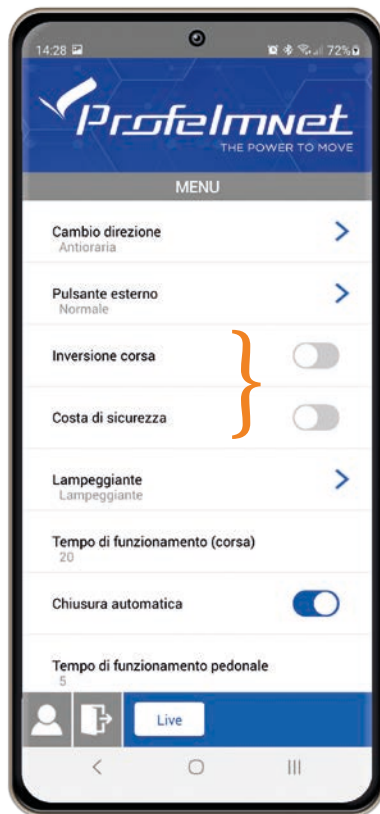 14:28 72%
Profelmnet
THE POWER TO MOVE
MENU
Cambio direzione
Antioraria
Pulsante esterno
Normale
Inversione corsa
Costa di sicurezza
Lampeggiante
Lampeggiante
Tempo di funzionamento (corsa)
20
Chiusura automatica
Tempo di funzionamento pedonale
5
Live